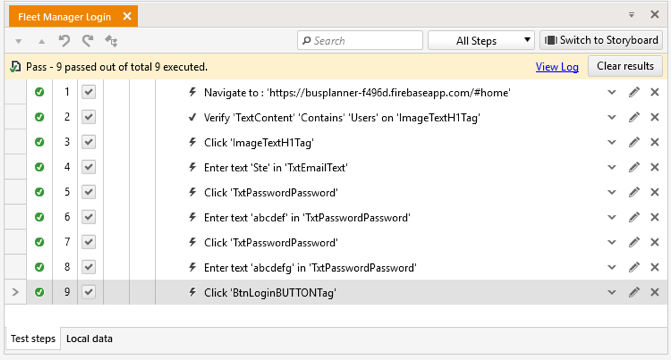 Fleet Manager Login
Search
All Steps
Switch to Storyboard
Pass - 9 passed out of total 9 executed.
View Log
Clear results
1 Navigate to : 'https://busplanner-f496d.firebaseapp.com/#home'
2 Verify 'TextContent' 'Contains' 'Users' on 'ImageTextH1Tag'
3 Click 'ImageTextH1Tag'
4 Enter text 'Ste' in 'TxtEmailText'
5 Click 'TxtPasswordPassword'
6 Enter text 'abcdef' in 'TxtPasswordPassword'
7 Click 'TxtPasswordPassword'
8 Enter text 'abcdefg' in 'TxtPasswordPassword'
9 Click 'BtnLoginBUTTONTag'
Test steps
Local data